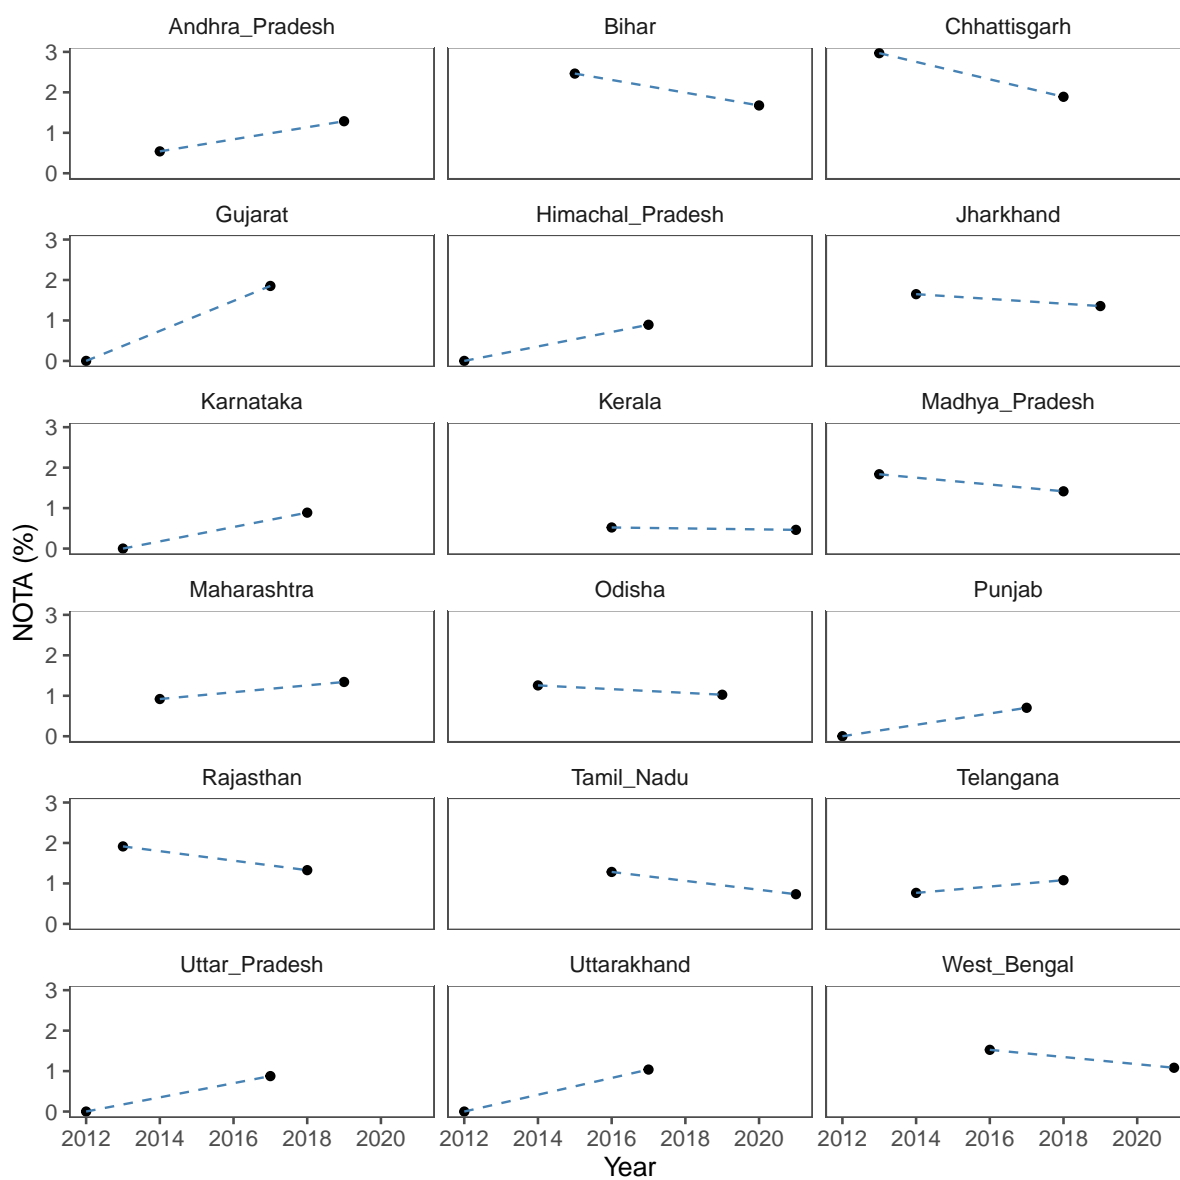 Andhra_Pradesh Bihar Chhattisgarh
3
2
1
0
Gujarat Himachal_Pradesh Jharkhand
3
2
1
0
Karnataka Kerala Madhya_Pradesh
3
2
1
0
NOTA (%)
Maharashtra Odisha Punjab
3
2
1
0
Rajasthan Tamil_Nadu Telangana
3
2
1
0
Uttar_Pradesh Uttarakhand West_Bengal
3
2
1
0
2012 2014 2016 2018 2020 2012 2014 2016 2018 2020 2012 2014 2016 2018 2020
Year